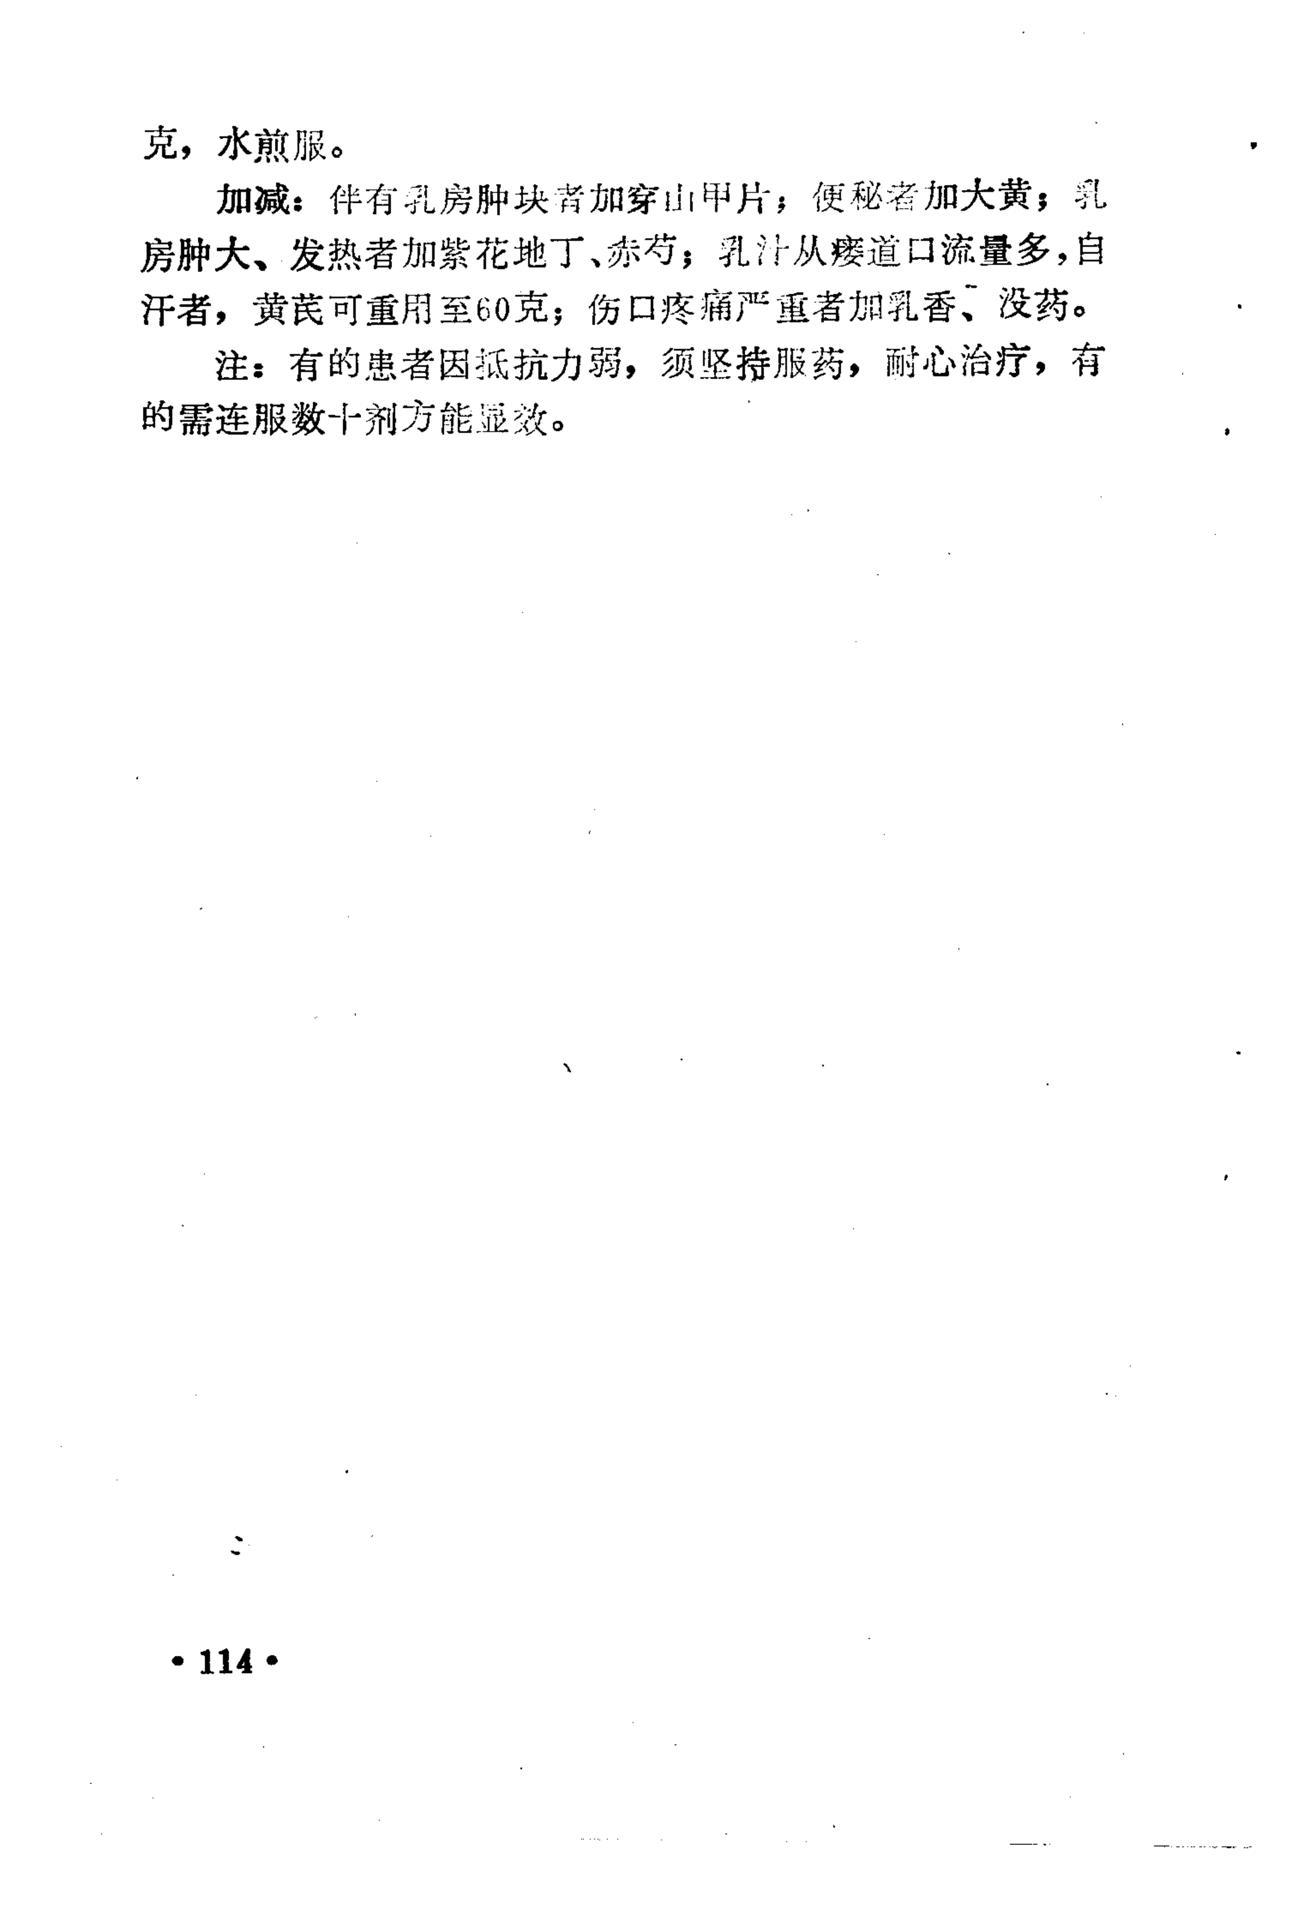 克，水煎服。
加减：伴有乳房肿块者加穿山甲片；便秘者加大黄；乳
房肿大、发热者加紫花地丁、赤芍；乳汁从瘘道口流量多，自
汗者，黄芪可重用至60克；伤口疼痛严重者加乳香、没药。
注：有的患者因抵抗力弱，须坚持服药，耐心治疗，有
的需连服数十剂方能显效。
•114•